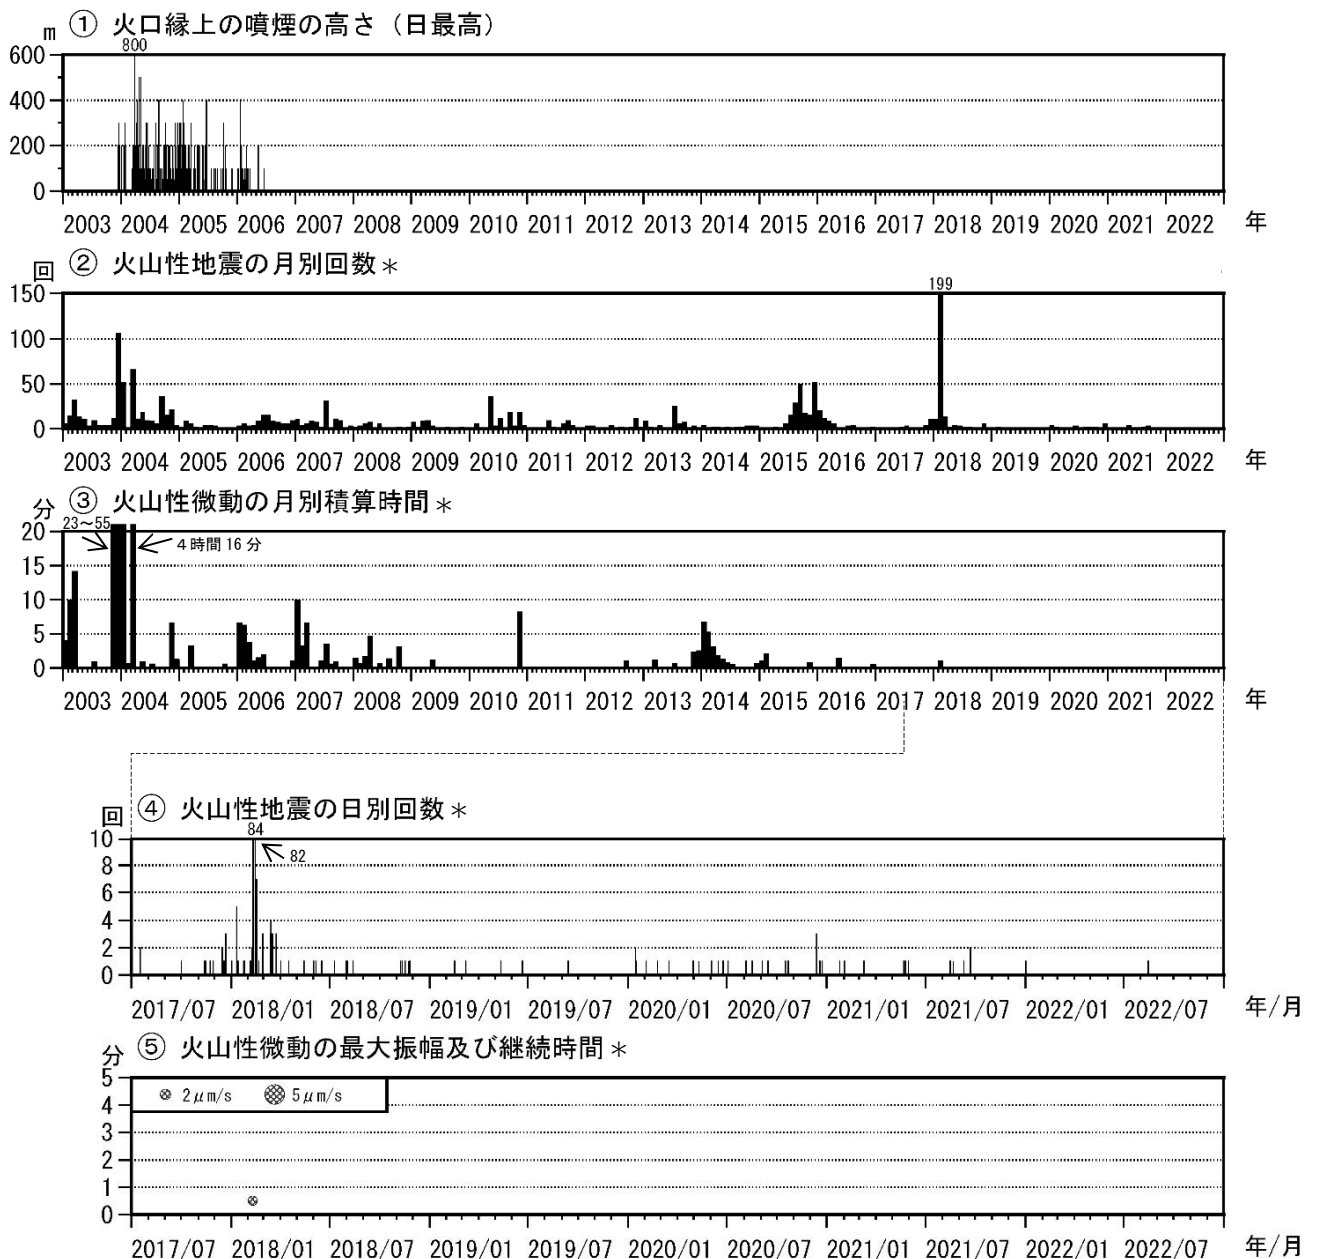 m ① 火口縁上の噴煙の高さ（日最高）
800
600
400
200
0
2003 2004 2005 2006 2007 2008 2009 2010 2011 2012 2013 2014 2015 2016 2017 2018 2019 2020 2021 2022 年
回 ② 火山性地震の月別回数＊
199
150
100
50
0
2003 2004 2005 2006 2007 2008 2009 2010 2011 2012 2013 2014 2015 2016 2017 2018 2019 2020 2021 2022 年
分 ③ 火山性微動の月別積算時間＊
23～55
4時間16分
20
15
10
5
0
2003 2004 2005 2006 2007 2008 2009 2010 2011 2012 2013 2014 2015 2016 2017 2018 2019 2020 2021 2022 年
回 ④ 火山性地震の日別回数＊
84
82
10
8
6
4
2
0
2017/07 2018/01 2018/07 2019/01 2019/07 2020/01 2020/07 2021/01 2021/07 2022/01 2022/07 年/月
分 ⑤ 火山性微動の最大振幅及び継続時間＊
2μm/s 5μm/s
5
4
3
2
1
0
2017/07 2018/01 2018/07 2019/01 2019/07 2020/01 2020/07 2021/01 2021/07 2022/01 2022/07 年/月